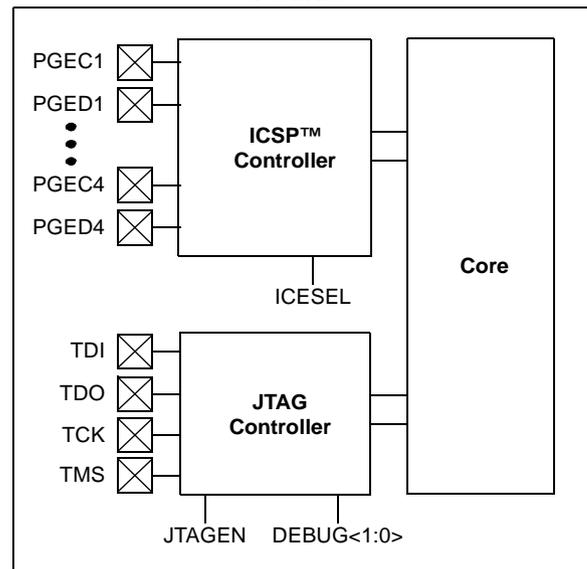 PGEC1
PGED1
ICSP™
Controller
PGEC4
PGED4
Core
ICESEL
TDI
TDO
JTAG
Controller
TCK
TMS
JTAGEN
DEBUG<1:0>